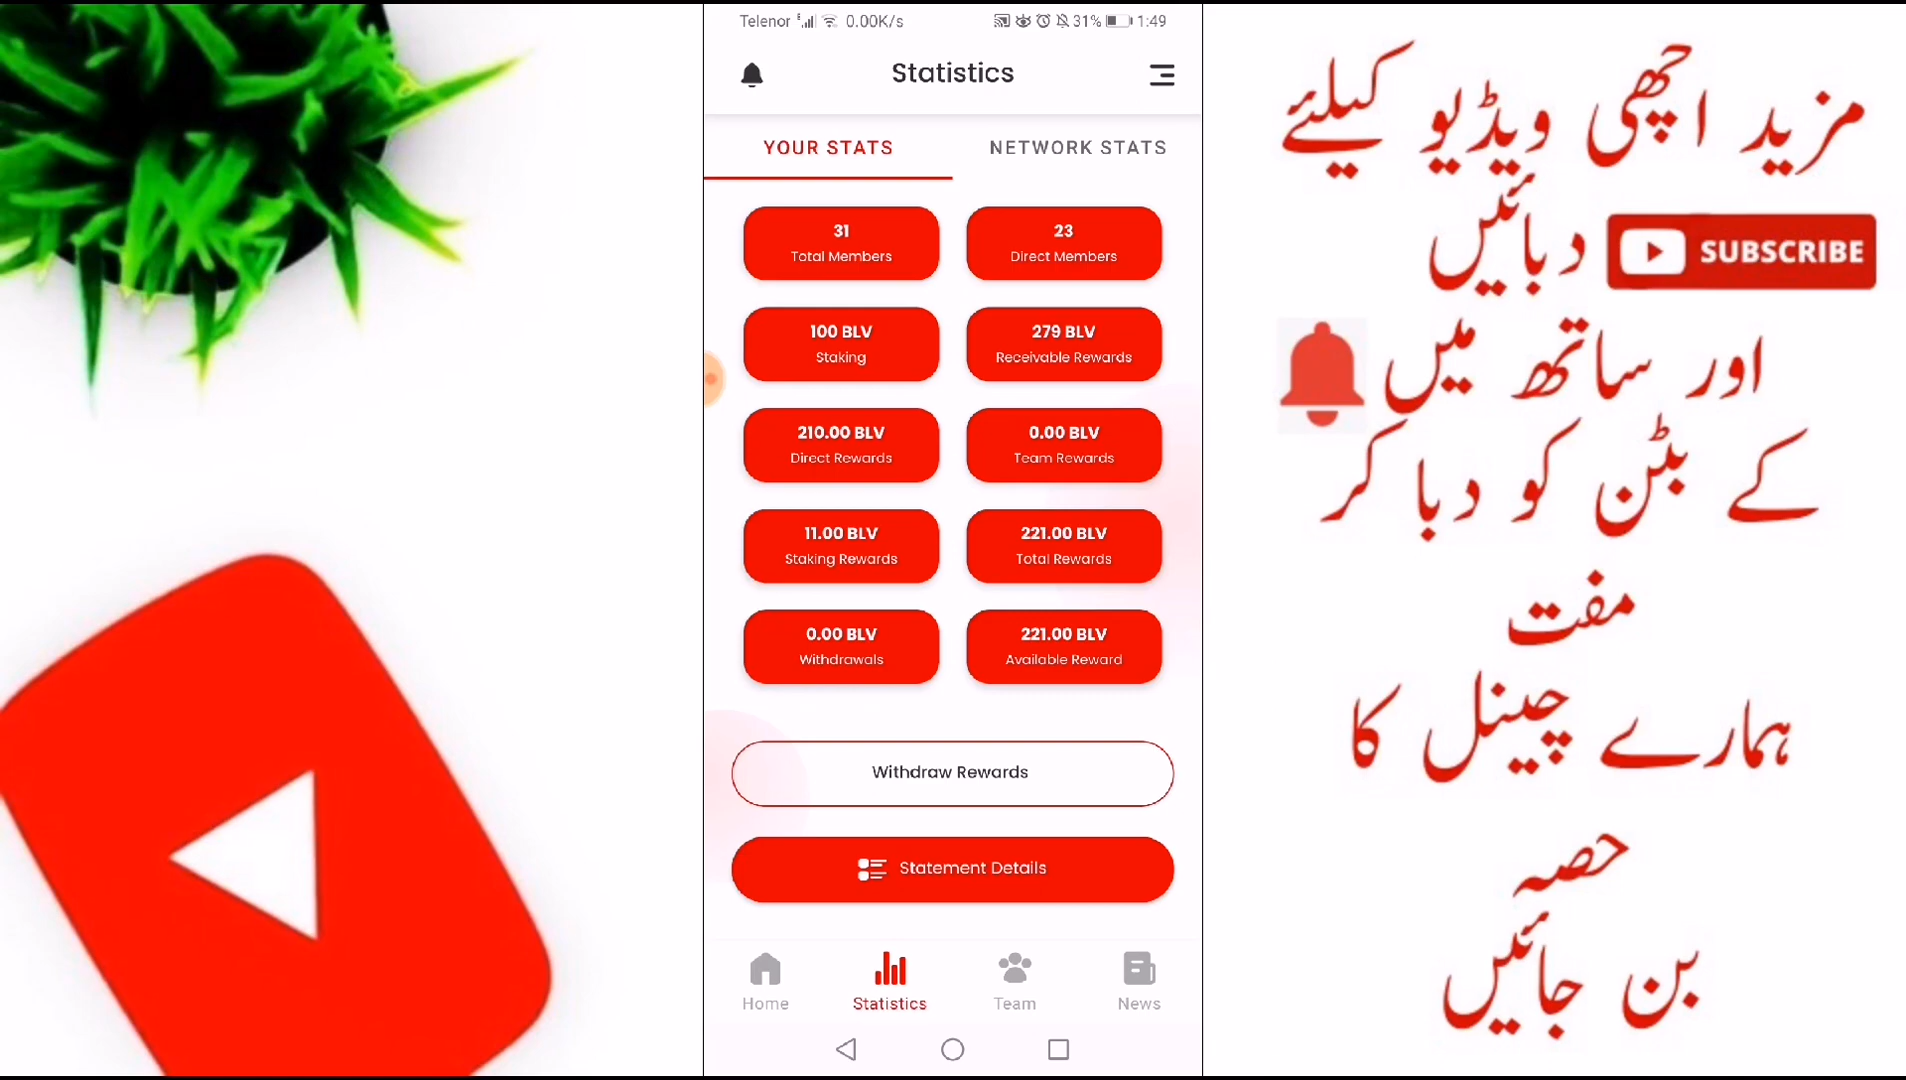 Telenor 0.00K/s 31% 1:49
Statistics
YOUR STATS NETWORK STATS
31
Total Members
23
Direct Members
100 BLV
Staking
279 BLV
Receivable Rewards
210.00 BLV
Direct Rewards
0.00 BLV
Team Rewards
11.00 BLV
Staking Rewards
221.00 BLV
Total Rewards
0.00 BLV
Withdrawals
221.00 BLV
Available Reward
Withdraw Rewards
Statement Details
Home Statistics Team News
مزید اچھی ویڈیو کیلئے
SUBSCRIBE دبائیں
اور ساتھ میں
کے بٹن کو دبا کر
مفت
ہمارے چینل کا
حصہ
بن جائیں